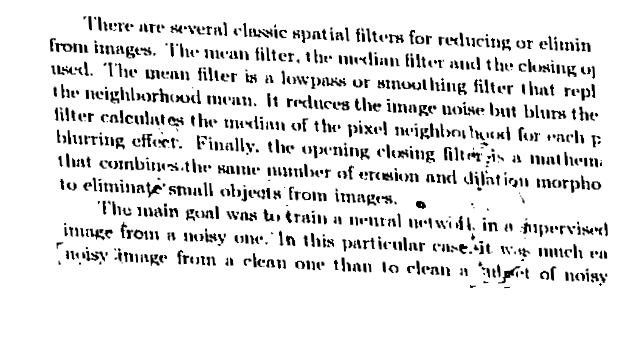 There are several classic spatial filters for reducing or elimin
from images. The mean filter, the median filter and the closing o
used. The mean filter is a lowpass or smoothing filter that repl
the neighborhood mean. It reduces the image noise but blurs the
filter calculates the median of the pixel neighborhood for each p
blurring effect. Finally, the opening closing filter is a mathem
that combines the same number of erosion and dilation morpho
to eliminate small objects from images.
The main goal was to train a neural network in a supervised
image from a noisy one. In this particular case it was much ea
noisy image from a clean one than to clean a of noisy